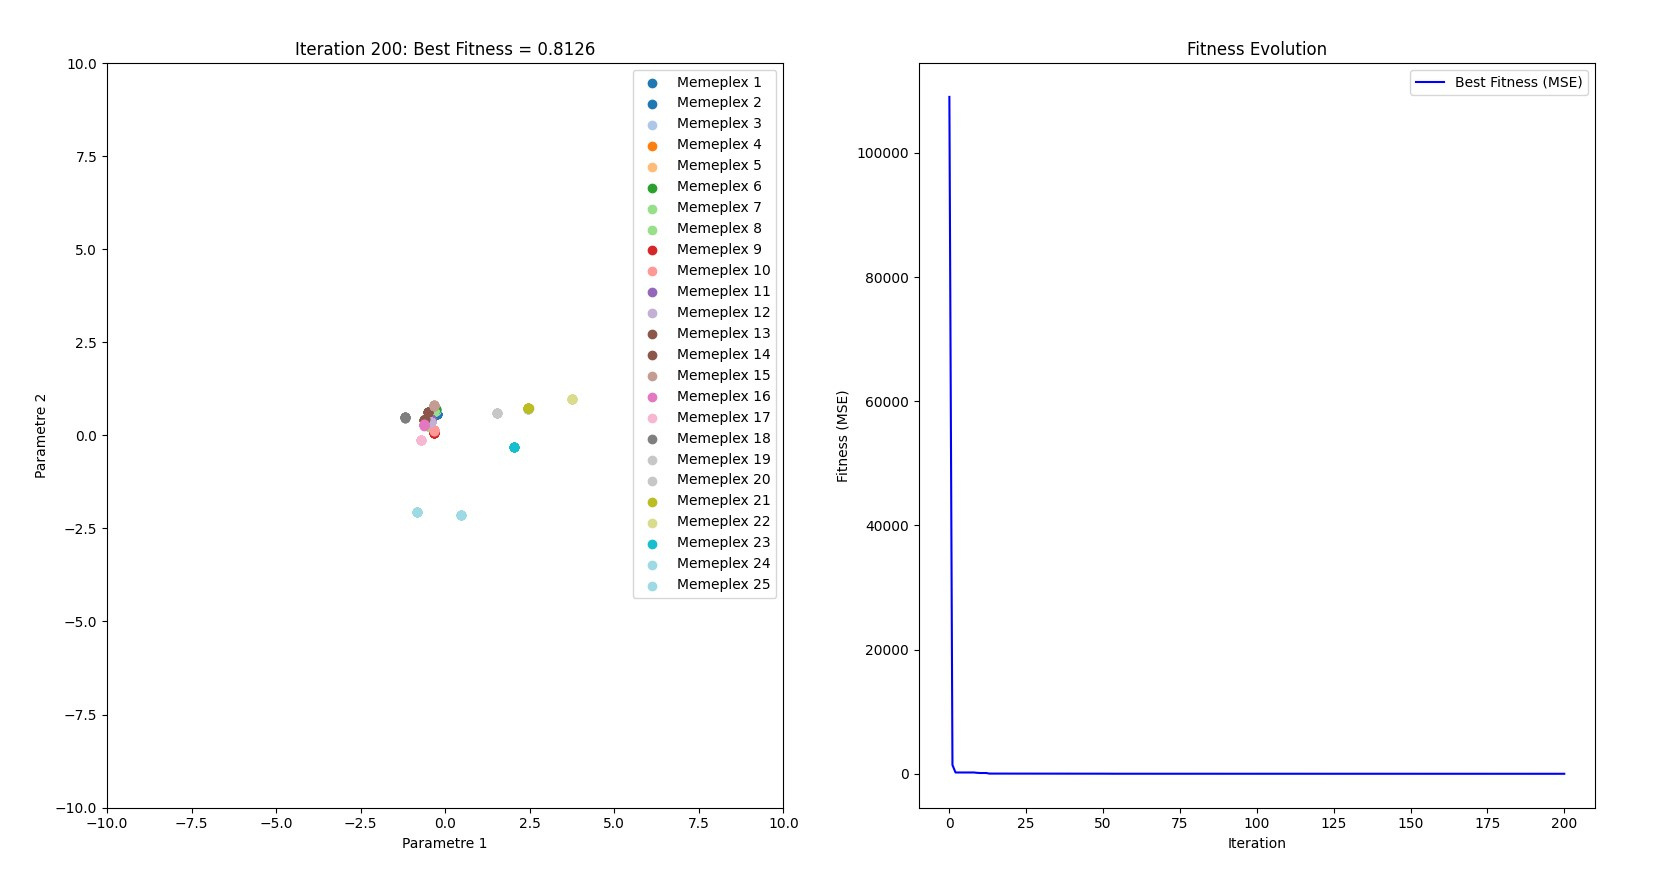 Iteration 200: Best Fitness = 0.8126
10.0
7.5
5.0
2.5
0.0
−2.5
−5.0
−7.5
−10.0
Parametre 2
−10.0 −7.5 −5.0 −2.5 0.0 2.5 5.0 7.5 10.0
Parametre 1
Memeplex 1
Memeplex 2
Memeplex 3
Memeplex 4
Memeplex 5
Memeplex 6
Memeplex 7
Memeplex 8
Memeplex 9
Memeplex 10
Memeplex 11
Memeplex 12
Memeplex 13
Memeplex 14
Memeplex 15
Memeplex 16
Memeplex 17
Memeplex 18
Memeplex 19
Memeplex 20
Memeplex 21
Memeplex 22
Memeplex 23
Memeplex 24
Memeplex 25
Fitness Evolution
Best Fitness (MSE)
100000
80000
60000
40000
20000
0
Fitness (MSE)
0 25 50 75 100 125 150 175 200
Iteration